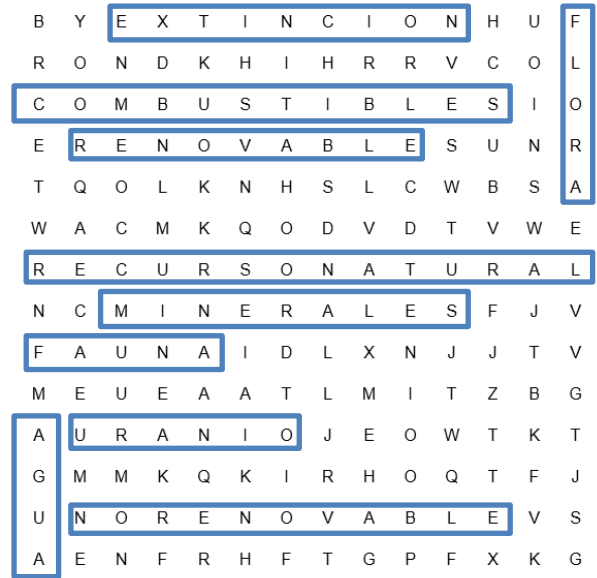 B Y E X T I N C I O N H U F
R O N D K H I H R R V C O L
C O M B U S T I B L E S I O
E R E N O V A B L E S U N R
T Q O L K N H S L C W B S A
W A C M K Q O D V D T V W E
R E C U R S O N A T U R A L
N C M I N E R A L E S F J V
F A U N A I D L X N J J T V
M E U E A A T L M I T Z B G
A U R A N I O J E O W T K T
G M M K Q K I R H O Q T F J
U N O R E N O V A B L E V S
A E N F R H F T G P F X K G